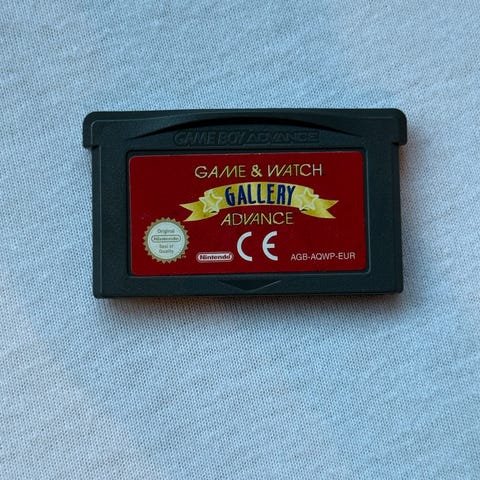 GAME BOY ADVANCE
GAME & WATCH
GALLERY
ADVANCE
Original
Nintendo
Seal of
Quality
Nintendo
CE
AGB-AQWP-EUR